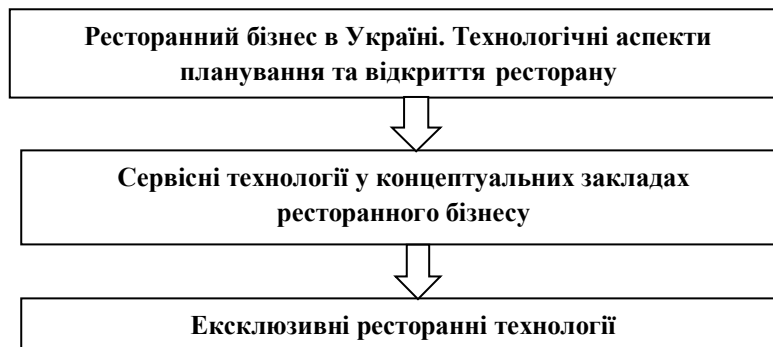 Ресторанний бізнес в Україні. Технологічні аспекти
планування та відкриття ресторану
Сервісні технології у концептуальних закладах
ресторанного бізнесу
Ексклюзивні ресторанні технології